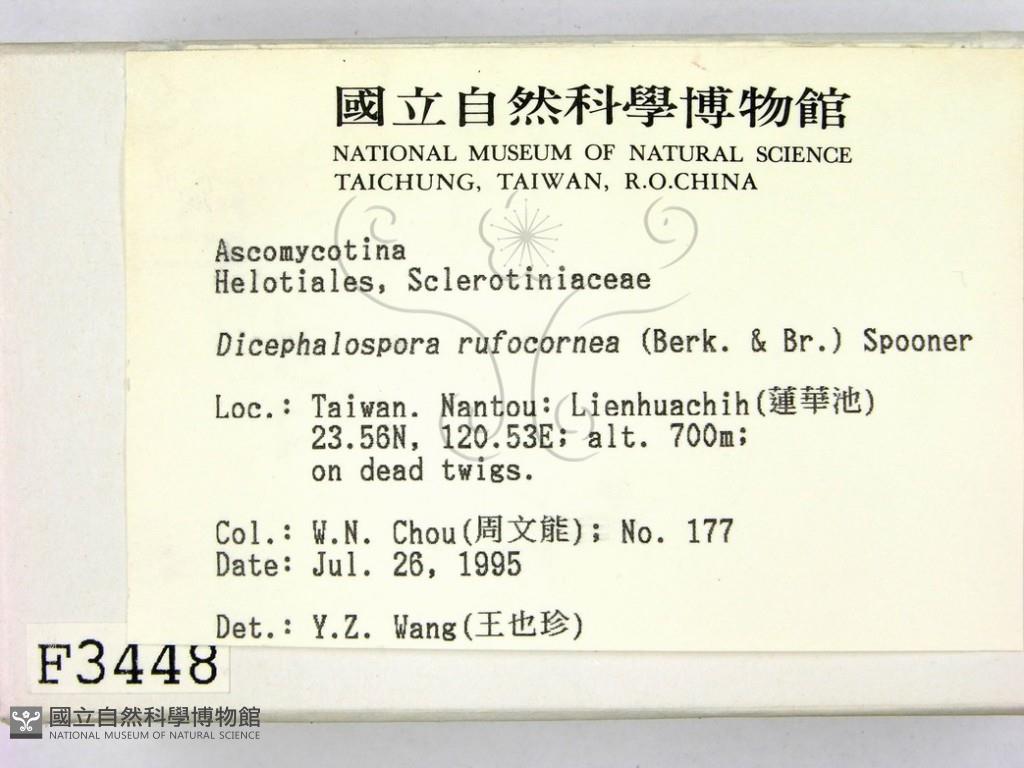 國立自然科學博物館
NATIONAL MUSEUM OF NATURAL SCIENCE
TAICHUNG, TAIWAN, R.O.CHINA
Ascomycotina
Helotiales, Sclerotiniaceae
Dicephalospora rufocornea (Berk. & Br.) Spooner
Loc.: Taiwan. Nantou: Lienhuachih(蓮華池)
23.56N, 120.53E; alt. 700m;
on dead twigs.
Col.: W.N. Chou(周文能); No. 177
Date: Jul. 26, 1995
Det.: Y.Z. Wang(王也珍)
F3448
國立自然科學博物館
NATIONAL MUSEUM OF NATURAL SCIENCE